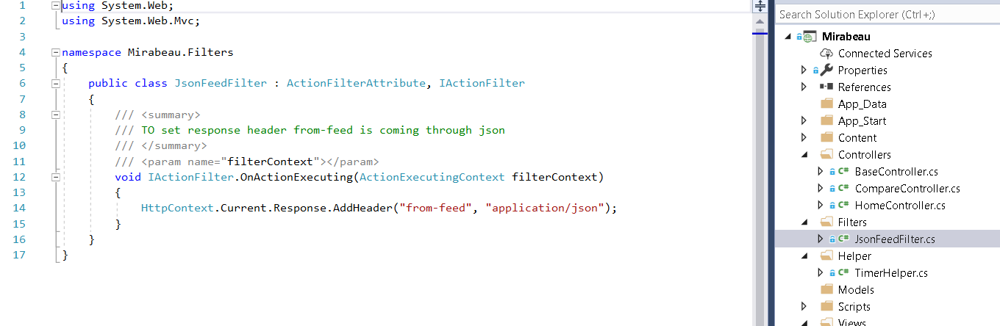 1 using System.Web;
2 using System.Web.Mvc;
3
4 namespace Mirabeau.Filters
5 {
6 public class JsonFeedFilter : ActionFilterAttribute, IActionFilter
7 {
8 /// <summary>
9 /// TO set response header from-feed is coming through json
10 /// </summary>
11 /// <param name="filterContext"></param>
12 void IActionFilter.OnActionExecuting(ActionExecutingContext filterContext)
13 {
14 HttpContext.Current.Response.AddHeader("from-feed", "application/json");
15 }
16 }
17 }
Search Solution Explorer (Ctrl+;)
Mirabeau
Connected Services
Properties
References
App_Data
App_Start
Content
Controllers
C# BaseController.cs
C# CompareController.cs
C# HomeController.cs
Filters
C# JsonFeedFilter.cs
Helper
C# TimerHelper.cs
Models
Scripts
Views